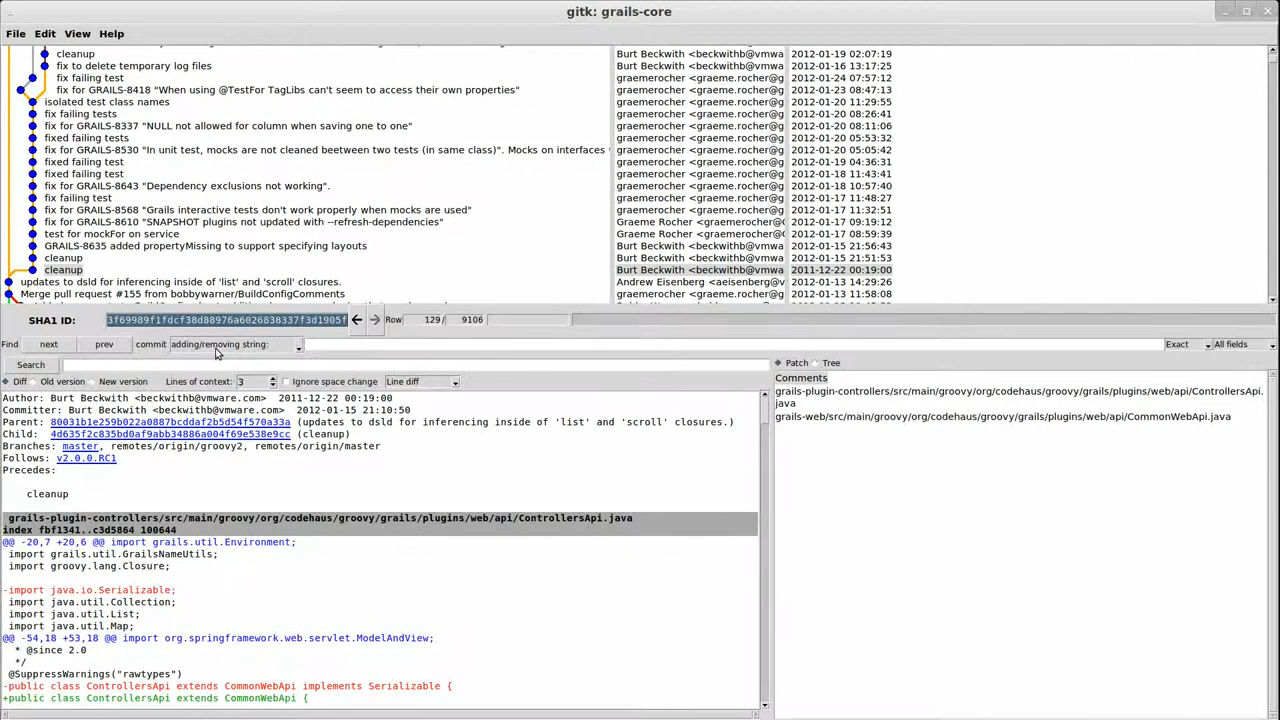 gitk: grails-core
File Edit View Help
cleanup Burt Beckwith <beckwithb@vmwa 2012-01-19 02:07:19
fix to delete temporary log files Burt Beckwith <beckwithb@vmwa 2012-01-16 13:17:25
fix failing test graemerocher <graeme.rocher@g 2012-01-24 07:57:12
fix for GRAILS-8418 "When using @TestFor TagLibs can't seem to access their own properties" graemerocher <graeme.rocher@g 2012-01-23 08:47:13
isolated test class names graemerocher <graeme.rocher@g 2012-01-20 11:29:55
fix failing tests graemerocher <graeme.rocher@g 2012-01-20 08:26:41
fix for GRAILS-8337 "NULL not allowed for column when saving one to one" graemerocher <graeme.rocher@g 2012-01-20 08:11:06
fixed failing tests graemerocher <graeme.rocher@g 2012-01-20 05:53:32
fix for GRAILS-8530 "In unit test, mocks are not cleaned beetween two tests (in same class)". Mocks on interfaces graemerocher <graeme.rocher@g 2012-01-20 05:05:42
fixed failing test graemerocher <graeme.rocher@g 2012-01-19 04:36:31
fixed failing test graemerocher <graeme.rocher@g 2012-01-18 11:43:41
fix for GRAILS-8643 "Dependency exclusions not working". graemerocher <graeme.rocher@g 2012-01-18 10:57:40
fix failing test graemerocher <graeme.rocher@g 2012-01-17 11:48:27
fix for GRAILS-8568 "Grails interactive tests don't work properly when mocks are used" graemerocher <graeme.rocher@g 2012-01-17 11:32:51
fix for GRAILS-8610 "SNAPSHOT plugins not updated with --refresh-dependencies" Graeme Rocher <graemerocher@ 2012-01-17 09:19:12
test for mockFor on service Graeme Rocher <graemerocher@ 2012-01-17 08:59:39
GRAILS-8635 added propertyMissing to support specifying layouts Burt Beckwith <beckwithb@vmwa 2012-01-15 21:56:43
cleanup Burt Beckwith <beckwithb@vmwa 2012-01-15 21:51:53
cleanup Burt Beckwith <beckwithb@vmwa 2011-12-22 00:19:00
updates to dsld for inferencing inside of 'list' and 'scroll' closures. Andrew Eisenberg <aeisenberg@v 2012-01-13 14:29:26
Merge pull request #155 from bobbywarner/BuildConfigComments Graeme Rocher <graeme.rocher@ 2012-01-13 11:58:15
SHA1 ID: 3f69989f1fdcf38d88976a6026838337f3d1905f Row 129 / 9106
Find next prev commit adding/removing string: Exact All fields
Search Patch Tree
Diff Old version New version Lines of context: 3 Ignore space change Line diff
Comments
grails-plugin-controllers/src/main/groovy/org/codehaus/groovy/grails/plugins/web/api/ControllersApi.
java
grails-web/src/main/groovy/org/codehaus/groovy/grails/plugins/web/api/CommonWebApi.java
Author: Burt Beckwith <beckwithb@vmware.com> 2011-12-22 00:19:00
Committer: Burt Beckwith <beckwithb@vmware.com> 2012-01-15 21:10:50
Parent: 80031b1e259b022a0887bcddaf2b5d54f570a33a (updates to dsld for inferencing inside of 'list' and 'scroll' closures.)
Child: 4d635f2c835bd0af9abb34886a004f69e538e9cc (cleanup)
Branches: master, remotes/origin/groovy2, remotes/origin/master
Follows: v2.0.0.RC1
Precedes:
cleanup
grails-plugin-controllers/src/main/groovy/org/codehaus/groovy/grails/plugins/web/api/ControllersApi.java
index fbf1341..c3d5864 100644
@@ -20,7 +20,6 @@ import grails.util.Environment;
import grails.util.GrailsNameUtils;
import groovy.lang.Closure;
-import java.io.Serializable;
import java.util.Collection;
import java.util.List;
import java.util.Map;
@@ -54,18 +53,18 @@ import org.springframework.web.servlet.ModelAndView;
* @since 2.0
*/
@SuppressWarnings("rawtypes")
-public class ControllersApi extends CommonWebApi implements Serializable {
+public class ControllersApi extends CommonWebApi {